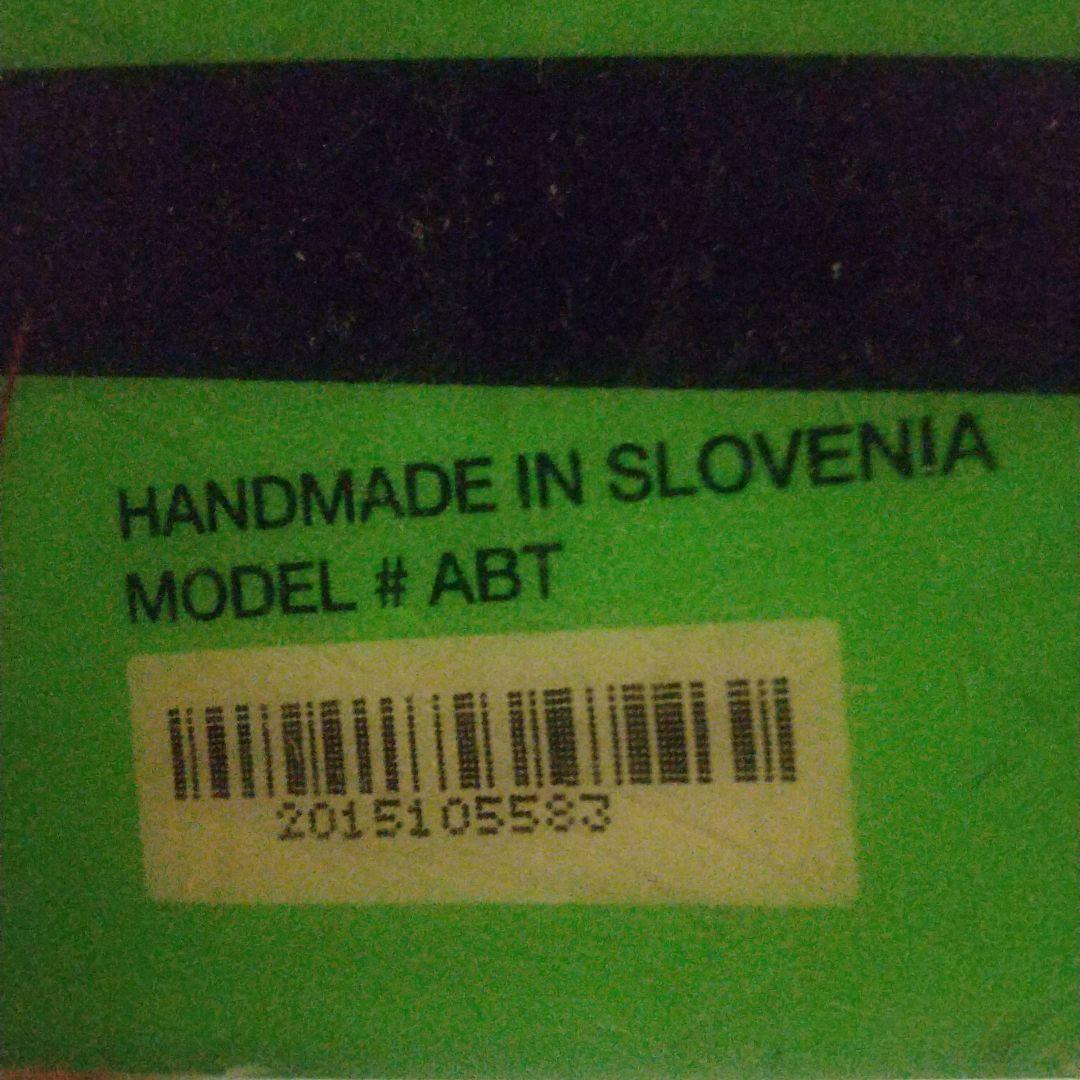 HANDMADE IN SLOVENIA
MODEL # ABT
2015105583